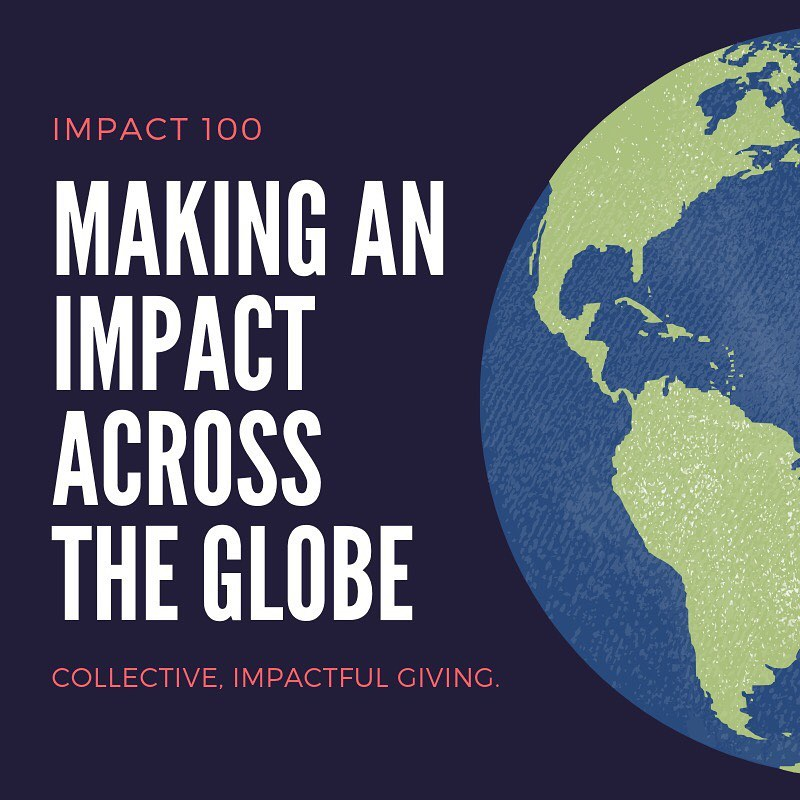 IMPACT 100
MAKING AN
IMPACT
ACROSS
THE GLOBE
COLLECTIVE, IMPACTFUL GIVING.